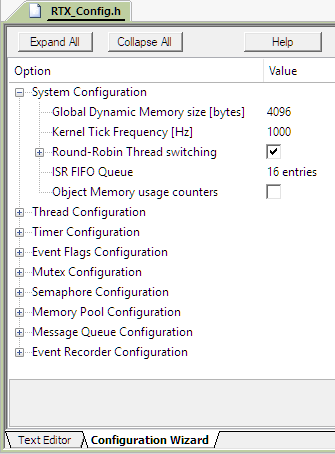 RTX_Config.h
Expand All Collapse All Help
Option Value
System Configuration
Global Dynamic Memory size [bytes] 4096
Kernel Tick Frequency [Hz] 1000
Round-Robin Thread switching
ISR FIFO Queue 16 entries
Object Memory usage counters
Thread Configuration
Timer Configuration
Event Flags Configuration
Mutex Configuration
Semaphore Configuration
Memory Pool Configuration
Message Queue Configuration
Event Recorder Configuration
Text Editor Configuration Wizard